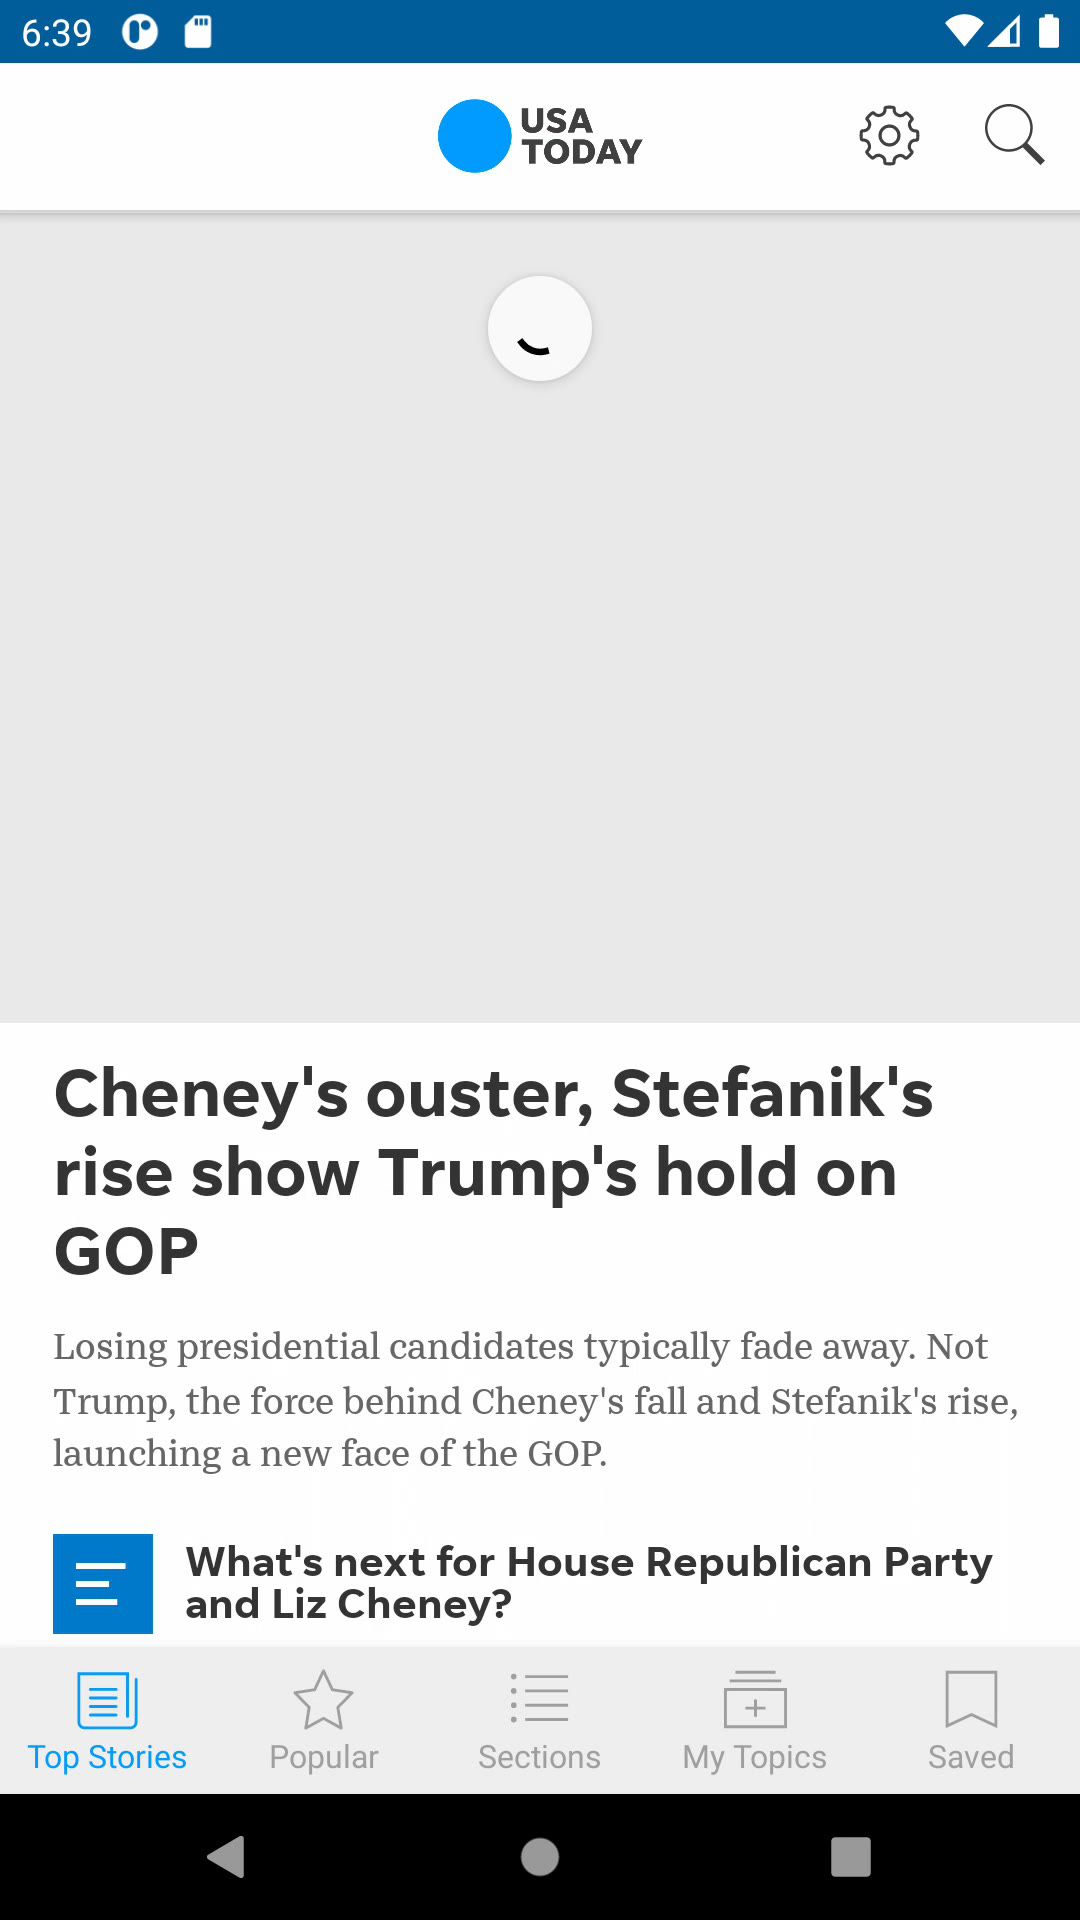 6:39
USA
TODAY
Cheney's ouster, Stefanik's
rise show Trump's hold on
GOP
Losing presidential candidates typically fade away. Not
Trump, the force behind Cheney's fall and Stefanik's rise,
launching a new face of the GOP.
What's next for House Republican Party
and Liz Cheney?
Top Stories
Popular
Sections
My Topics
Saved